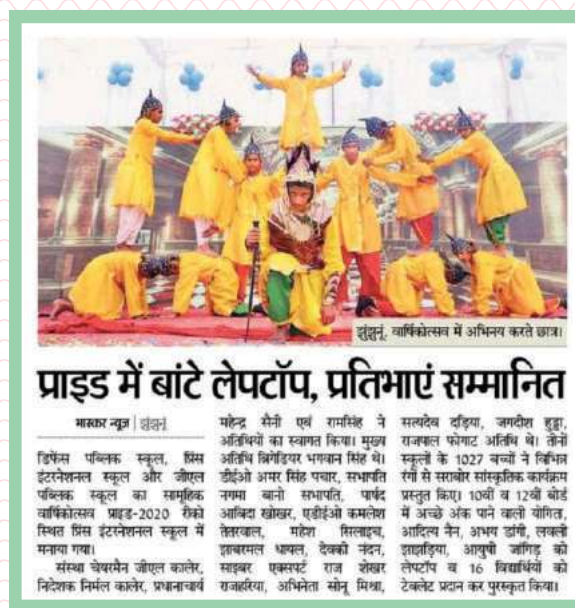 झुंझुनूं, वार्षिकोत्सव में अभिनय करते छात्र।
प्राइड में बांटे लेपटॉप, प्रतिभाएं सम्मानित
भास्कर न्यूज | झुंझुनूं
डिफेंस पब्लिक स्कूल, प्रिंस
इंटरनेशनल स्कूल और जीएल
पब्लिक स्कूल का सामूहिक
वार्षिकोत्सव प्राइड-2020 रीको
स्थित प्रिंस इंटरनेशनल स्कूल में
मनाया गया।
संस्था चेयरमैन जीएल कालेर,
निदेशक निर्मल कालेर, प्रधानाचार्य
महेन्द्र सैनी एवं रामसिंह ने
अतिथियों का स्वागत किया। मुख्य
अतिथि ब्रिगेडियर भगवान सिंह थे।
डीईओ अमर सिंह पचार, सभापति
नगमा बानो सभापति, पार्षद
आबिदा खोखर, एडीईओ कमलेश
तेतरवाल, महेश सिलाइच,
झाबरमल धायल, देवकी नंदन,
साइबर एक्सपर्ट राज शेखर
राजहरिया, अभिनेता सोनू मिश्रा,
सत्यदेव दड़िया, जगदीश हुड्डा,
राजपाल फोगाट अतिथि थे। तीनों
स्कूलों के 1027 बच्चों ने विभिन्न
रंगों से सराबोर सांस्कृतिक कार्यक्रम
प्रस्तुत किए। 10वीं व 12वीं बोर्ड
में अच्छे अंक पाने वाली योगिता,
आदित्य नैन, अभय डांगी, लवली
झाझड़िया, आयुषी जांगिड़ को
लेपटॉप व 16 विद्यार्थियों को
टेबलेट प्रदान कर पुरस्कृत किया।